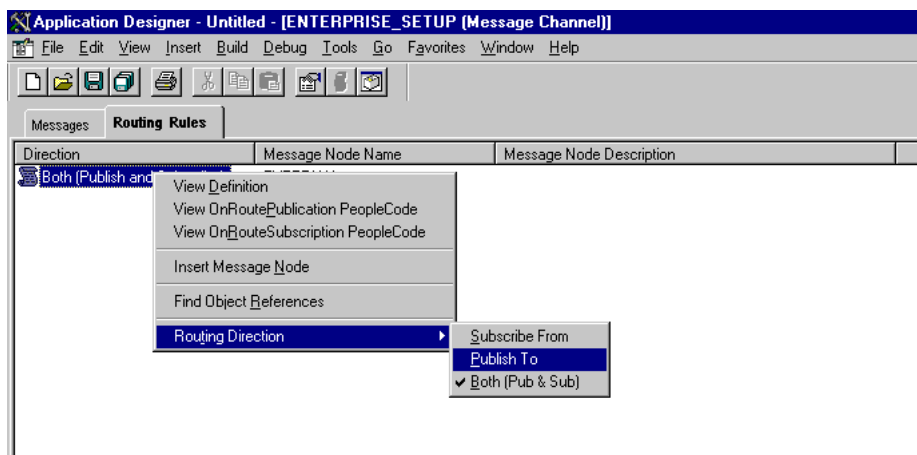 Application Designer - Untitled - [ENTERPRISE_SETUP (Message Channel)]
File Edit View Insert Build Debug Tools Go Favorites Window Help
Messages Routing Rules
Direction Message Node Name Message Node Description
Both (Publish and
View Definition
View OnRoutePublication PeopleCode
View OnRouteSubscription PeopleCode
Insert Message Node
Find Object References
Routing Direction
Subscribe From
Publish To
Both (Pub & Sub)